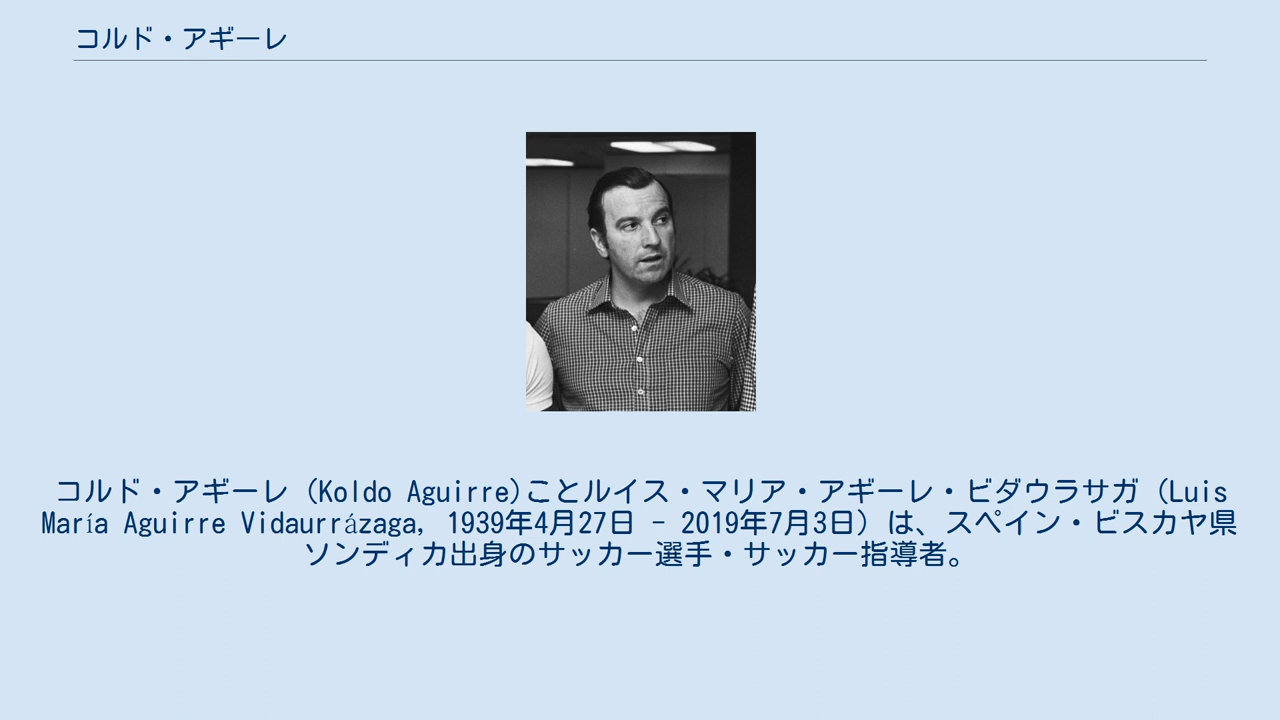 コルド・アギーレ
コルド・アギーレ (Koldo Aguirre)ことルイス・マリア・アギーレ・ビダウラサガ（Luis
María Aguirre Vidaurrázaga, 1939年4月27日 - 2019年7月3日）は、スペイン・ビスカヤ県
ソンディカ出身のサッカー選手・サッカー指導者。